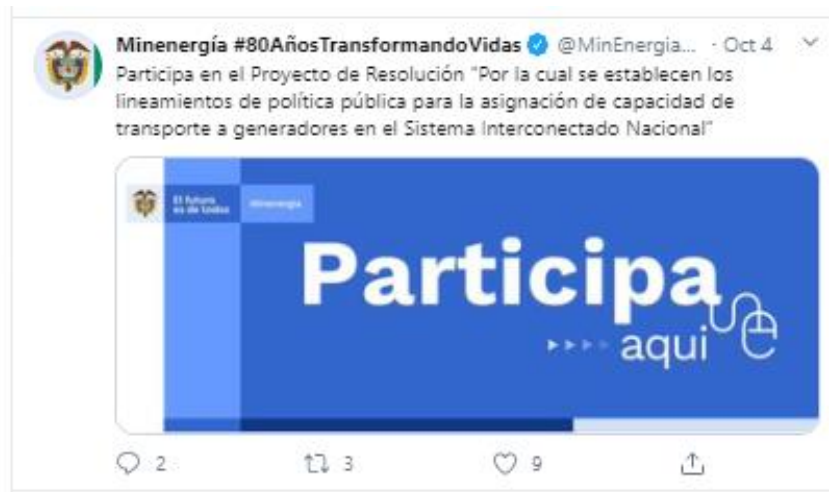 Minenergía #80AñosTransformandoVidas @MinEnergia... · Oct 4
Participa en el Proyecto de Resolución "Por la cual se establecen los
lineamientos de política pública para la asignación de capacidad de
transporte a generadores en el Sistema Interconectado Nacional"
El futuro
es de todos
Minenergía
Participa
aqui
2 3 9